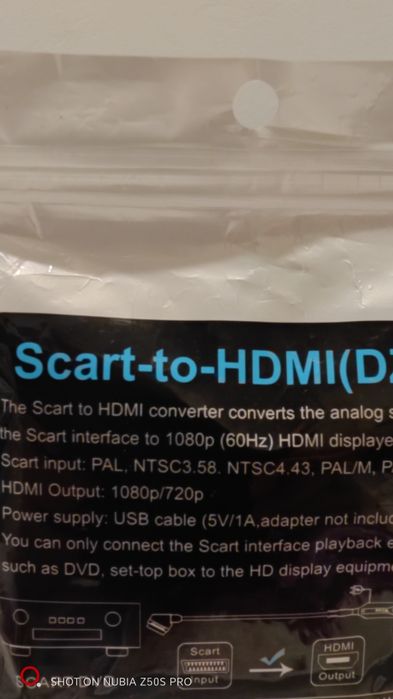 Scart-to-HDMI(D
The Scart to HDMI converter converts the analog s
the Scart interface to 1080p (60Hz) HDMI displaye
Scart input: PAL, NTSC3.58. NTSC4.43, PAL/M, P
HDMI Output: 1080p/720p
Power supply: USB cable (5V/1A,adapter not includ
You can only connect the Scart interface playback e
such as DVD, set-top box to the HD display equipm
Scart
Input
HDMI
Output
SHOT ON NUBIA Z50S PRO